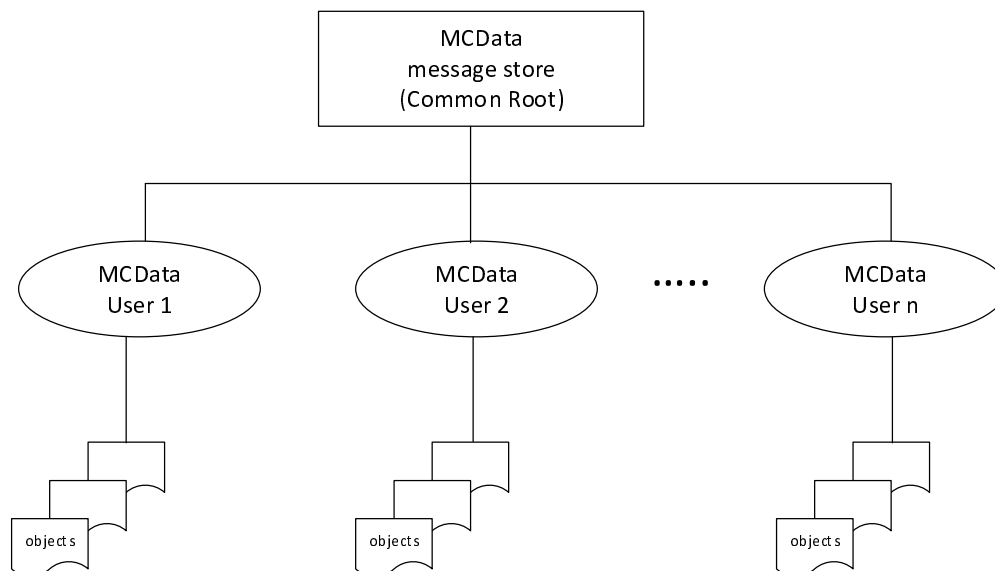 MCData
message store
(Common Root)
MCData
User 1
MCData
User 2
.....
MCData
User n
objects
objects
objects